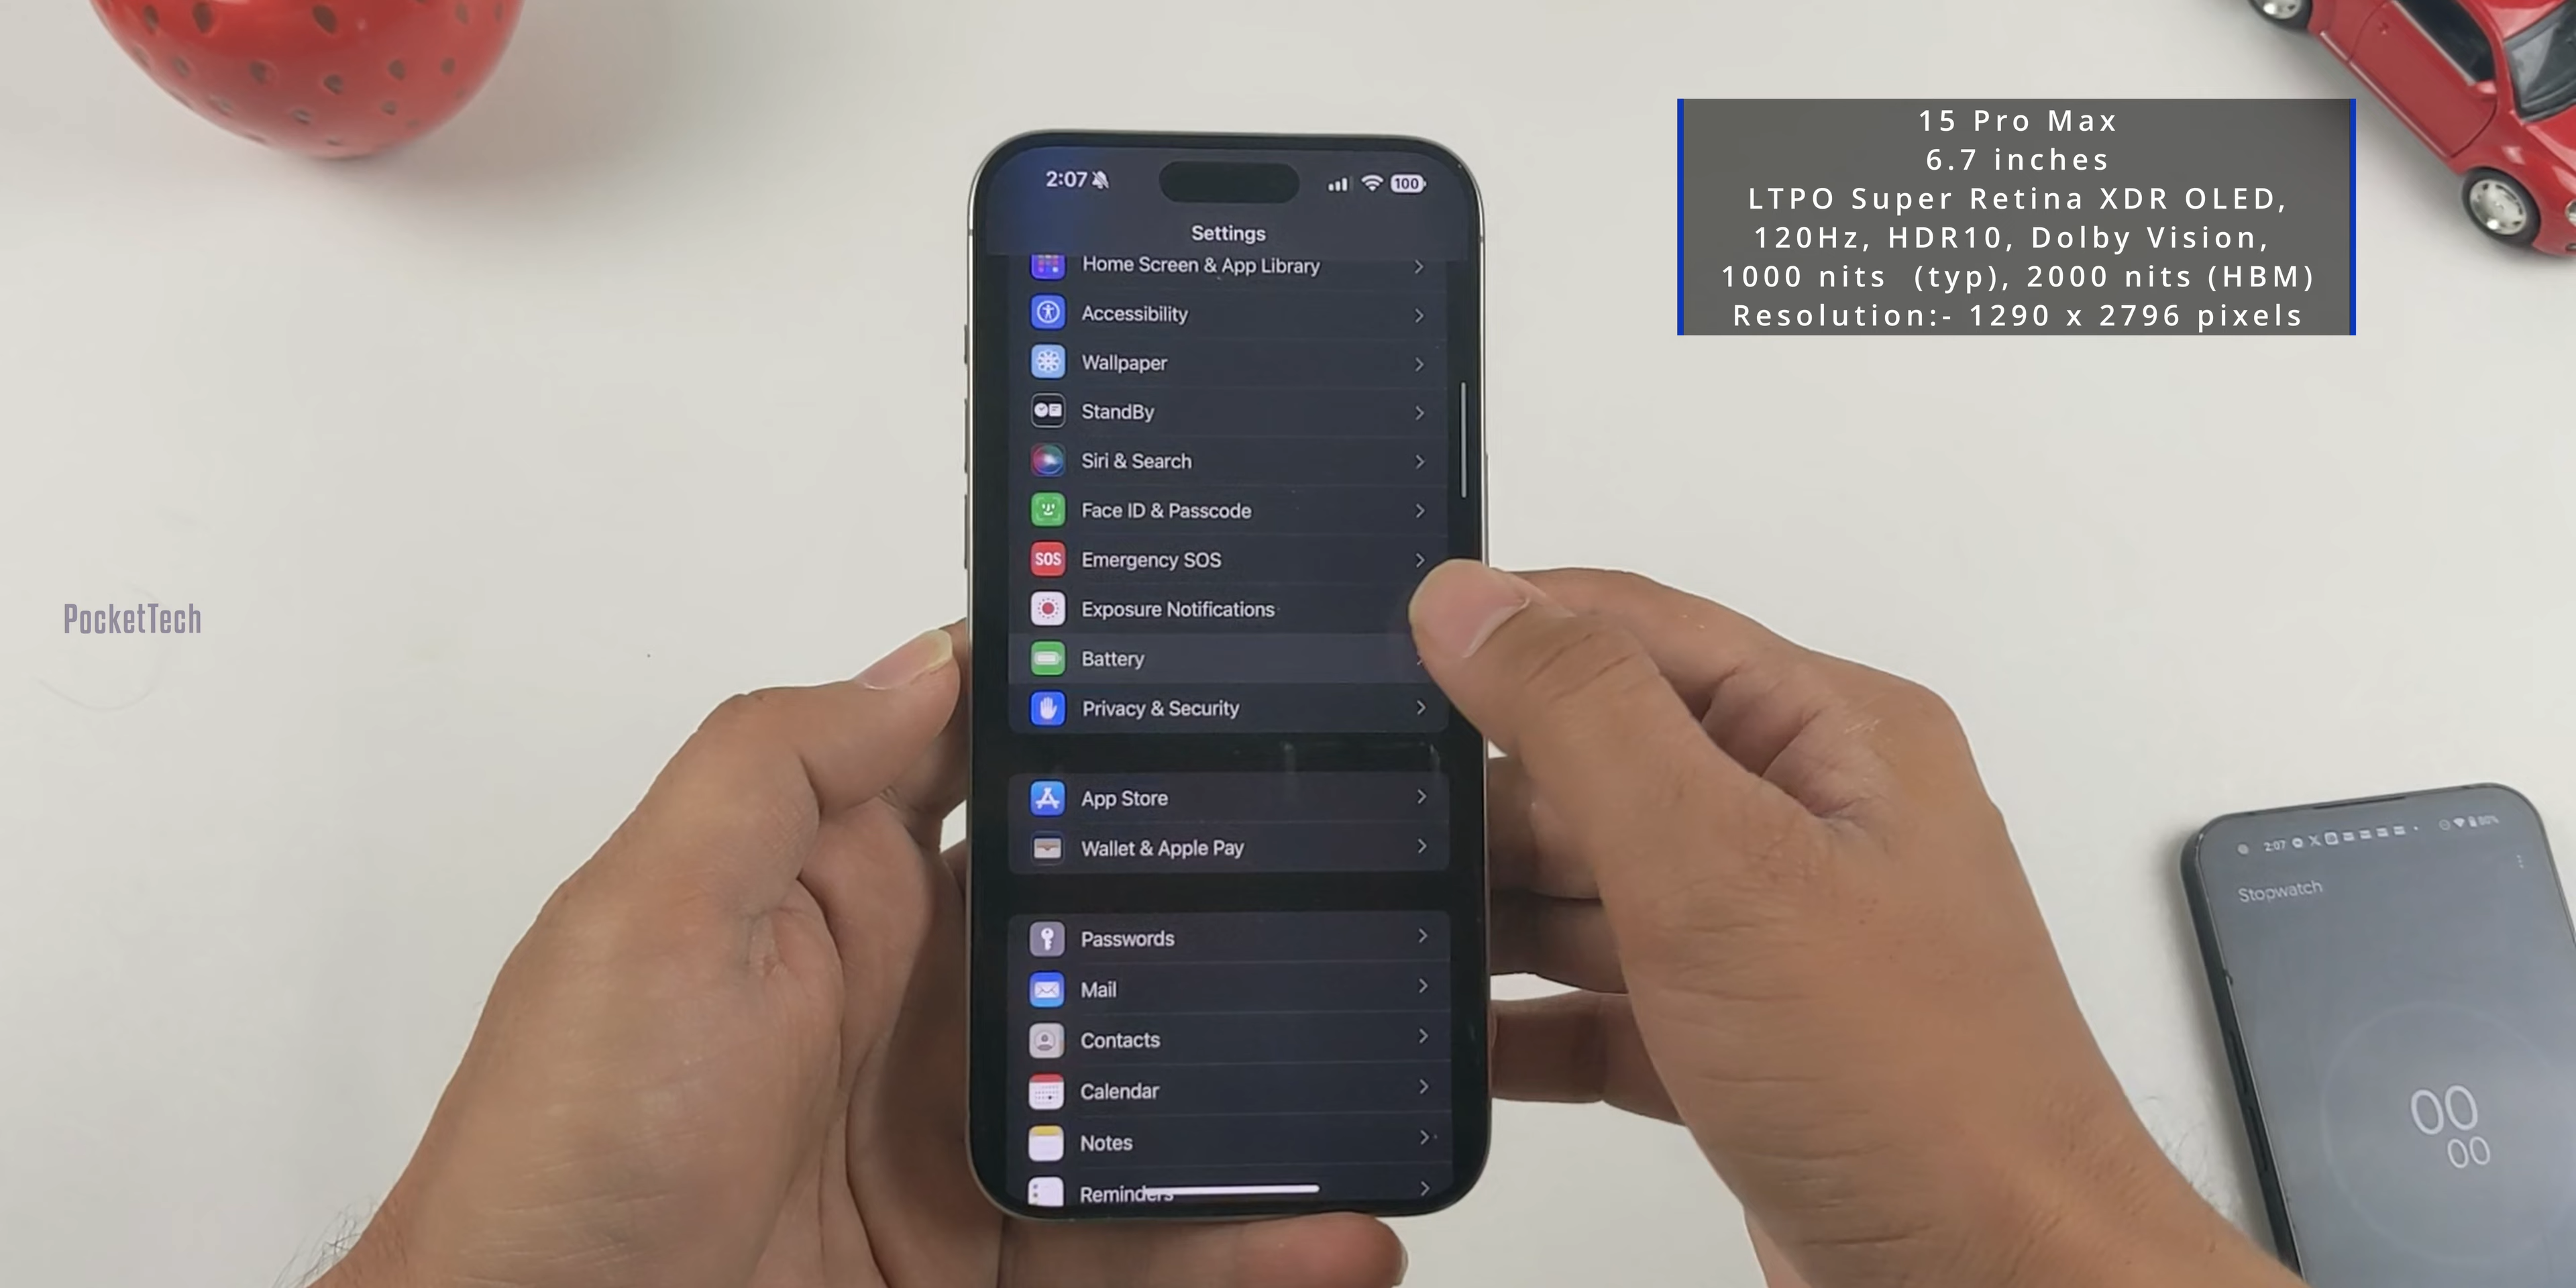 15 Pro Max
6.7 inches
LTPO Super Retina XDR OLED,
120Hz, HDR10, Dolby Vision,
1000 nits (typ), 2000 nits (HBM)
Resolution:- 1290 x 2796 pixels
2:07
100
Settings
Home Screen & App Library
Accessibility
Wallpaper
StandBy
Siri & Search
Face ID & Passcode
SOS Emergency SOS
Exposure Notifications
Battery
Privacy & Security
App Store
Wallet & Apple Pay
Passwords
Mail
Contacts
Calendar
Notes
Reminders
PocketTech
2:07
80%
Stopwatch
00
00